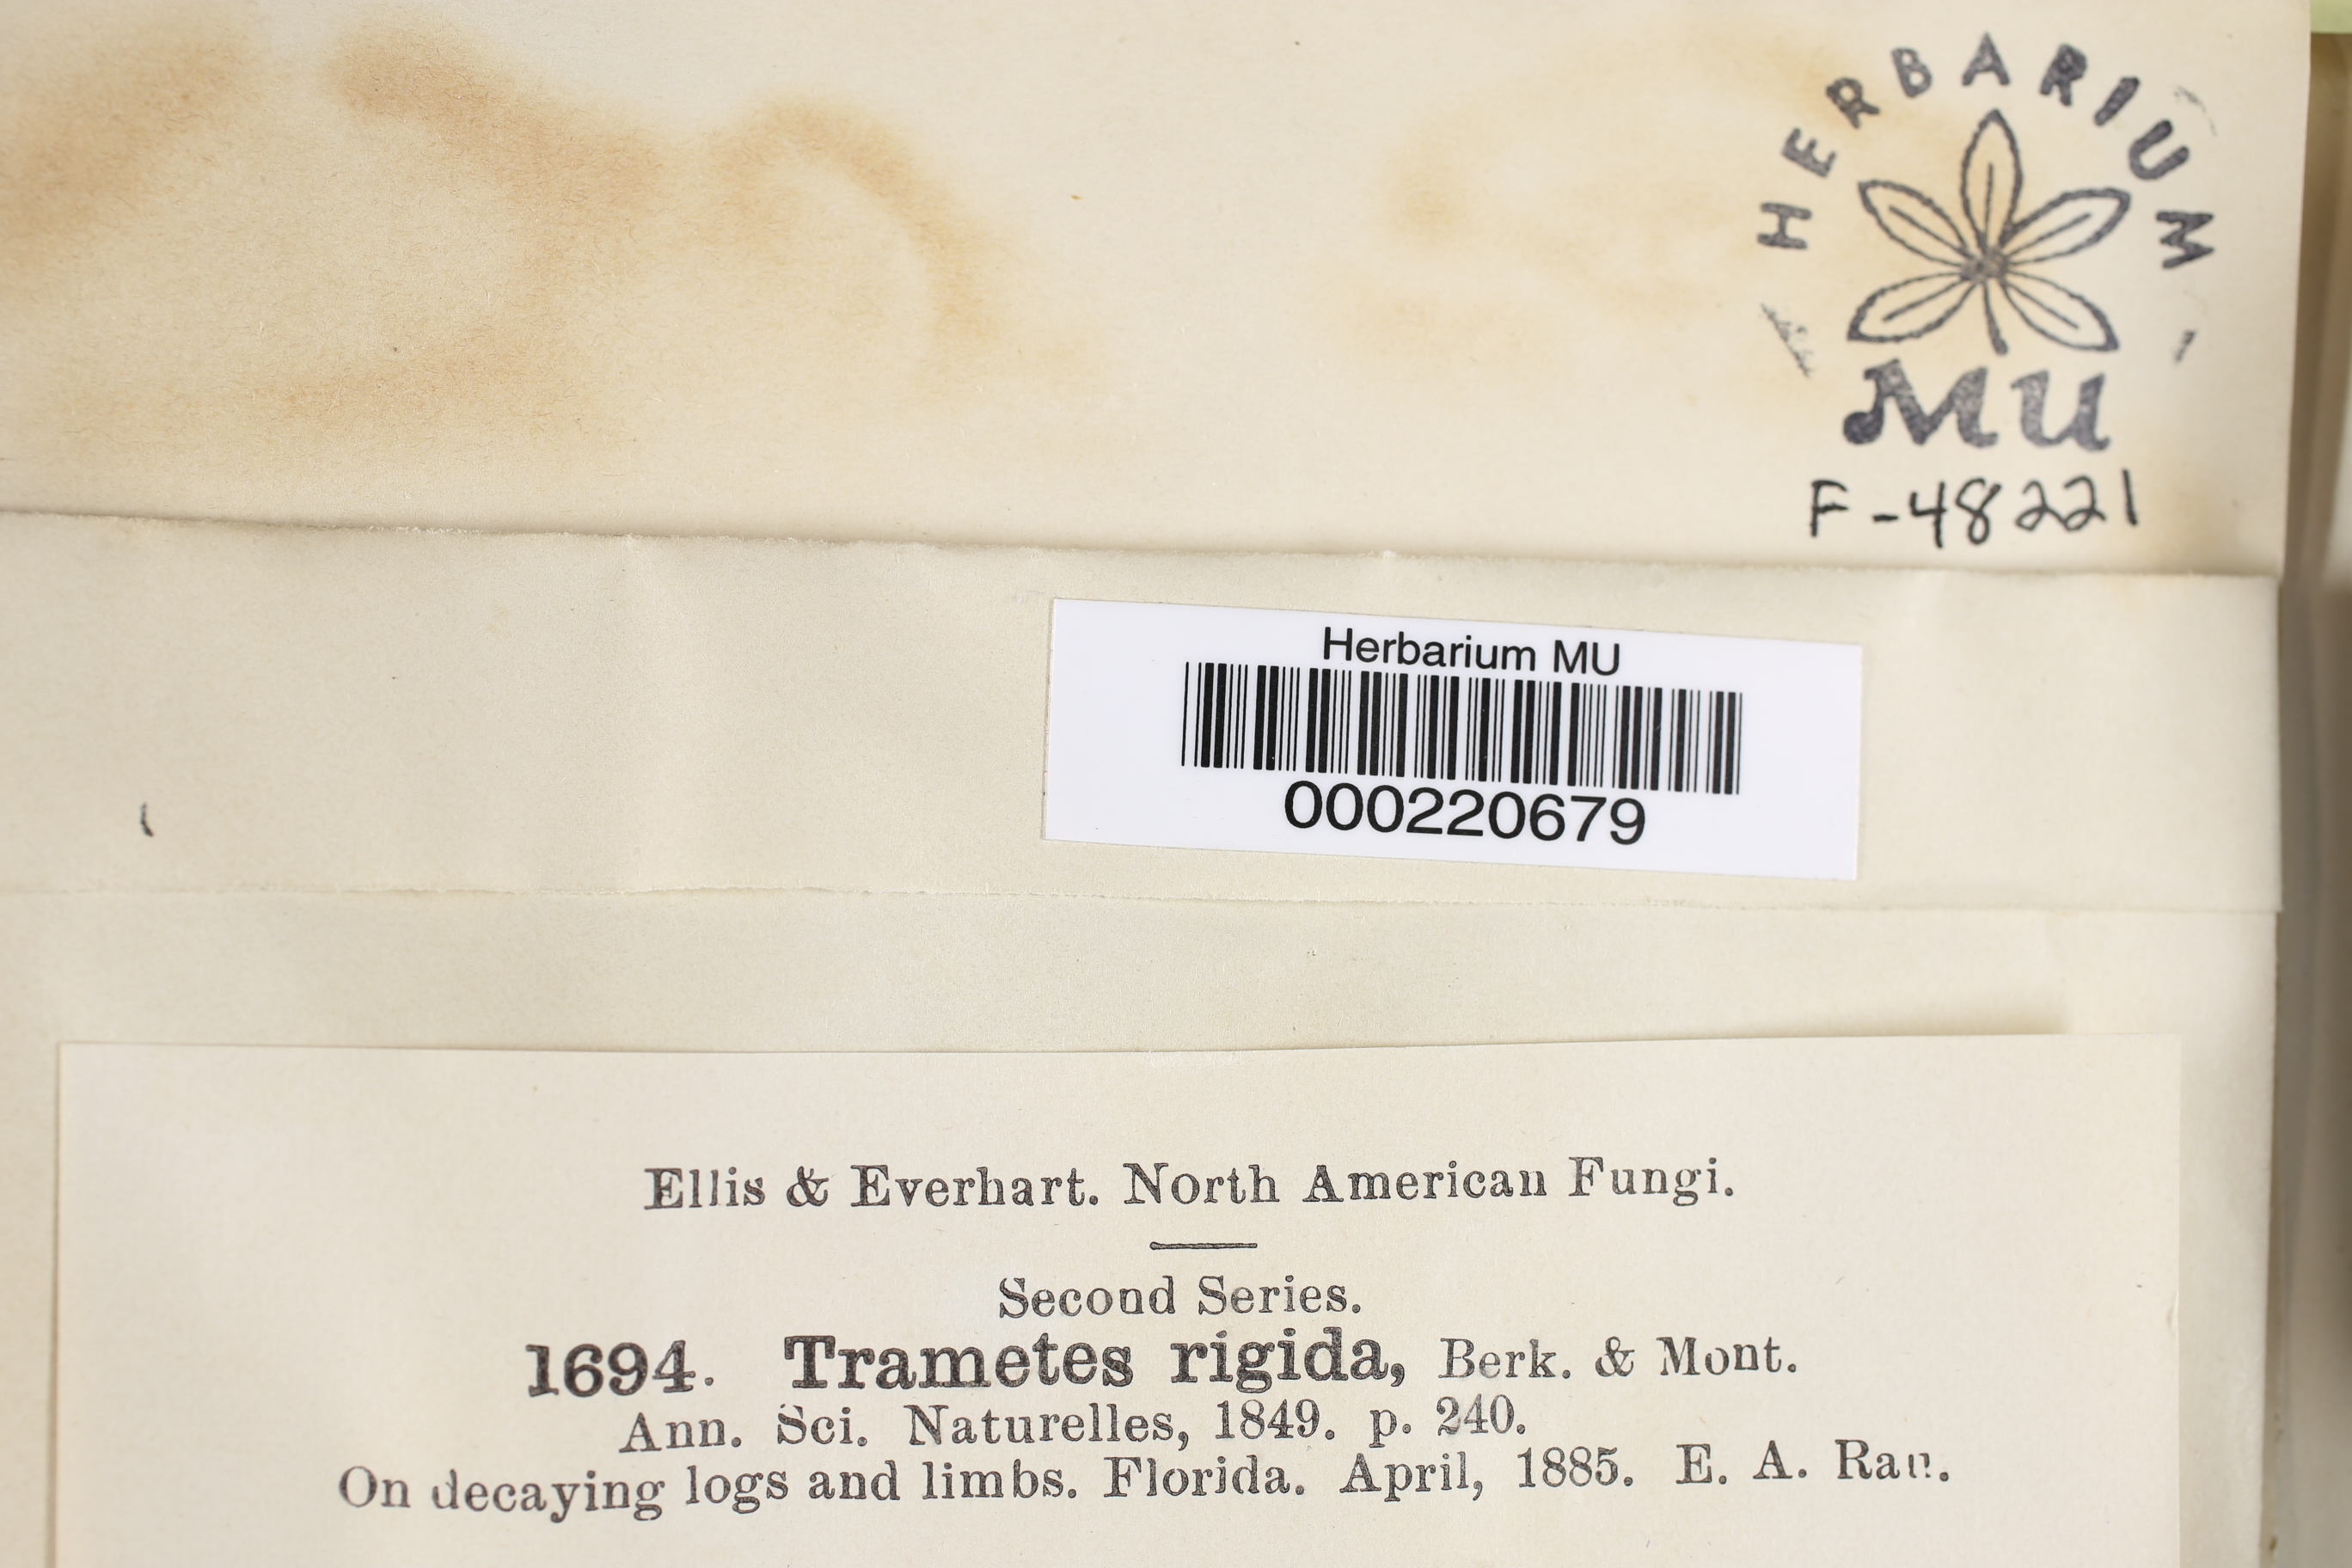 HERBARIUM
MU
F-48221
Herbarium MU
000220679
Ellis & Everhart. North American Fungi.
Second Series.
1694. Trametes rigida, Berk. & Mont.
Ann. Sci. Naturelles, 1849. p. 240.
On decaying logs and limbs. Florida. April, 1885. E. A. Rau.